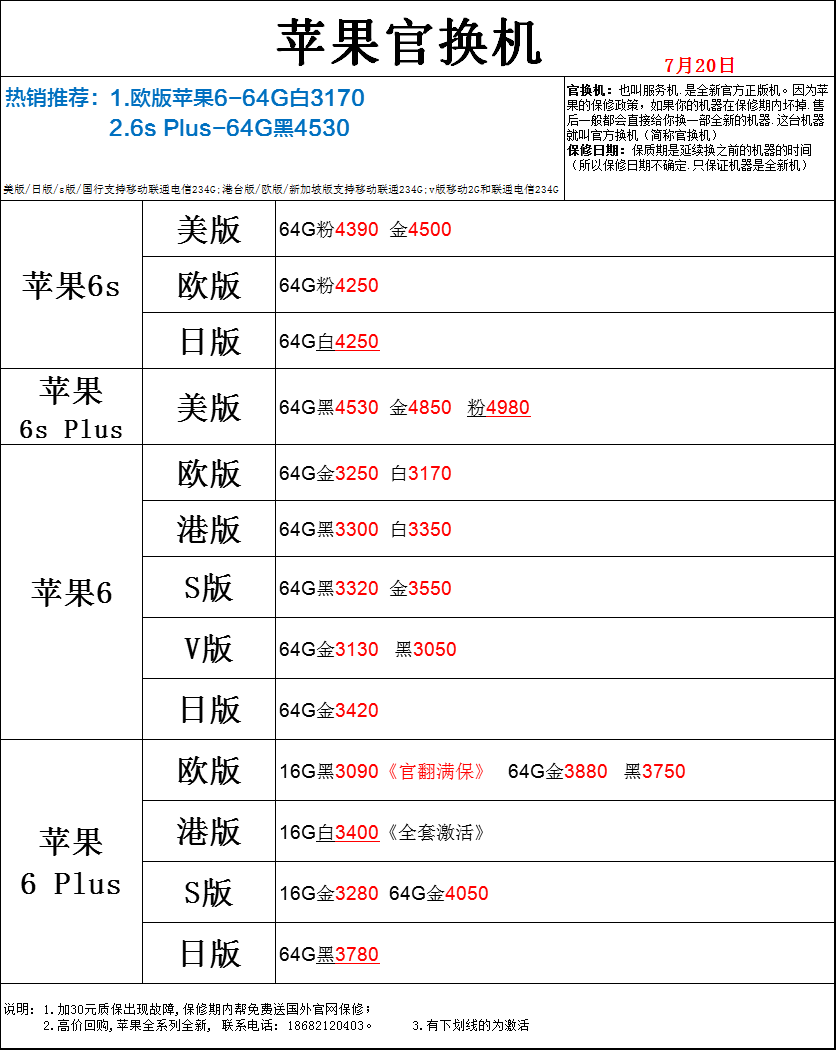 苹果官换机
7月20日
热销推荐：1.欧版苹果6-64G白3170
2.6s Plus-64G黑4530
美版/日版/s版/国行支持移动联通电信234G;港台版/欧版/新加坡版支持移动联通234G;v版移动2G和联通电信234G
官换机：也叫服务机.是全新官方正版机。因为苹
果的保修政策，如果你的机器在保修期内坏掉.售
后一般都会直接给你换一部全新的机器.这台机器
就叫官方换机（简称官换机）
保修日期：保质期是延续换之前的机器的时间
（所以保修日期不确定.只保证机器是全新机）
苹果6s
美版 64G粉4390 金4500
欧版 64G粉4250
日版 64G白4250
苹果
6s Plus
美版 64G黑4530 金4850 粉4980
苹果6
欧版 64G金3250 白3170
港版 64G黑3300 白3350
S版 64G黑3320 金3550
V版 64G金3130 黑3050
日版 64G金3420
苹果
6 Plus
欧版 16G黑3090《官翻满保》 64G金3880 黑3750
港版 16G白3400《全套激活》
S版 16G金3280 64G金4050
日版 64G黑3780
说明：1.加30元质保出现故障,保修期内帮免费送国外官网保修;
2.高价回购,苹果全系列全新, 联系电话: 18682120403。 3.有下划线的为激活